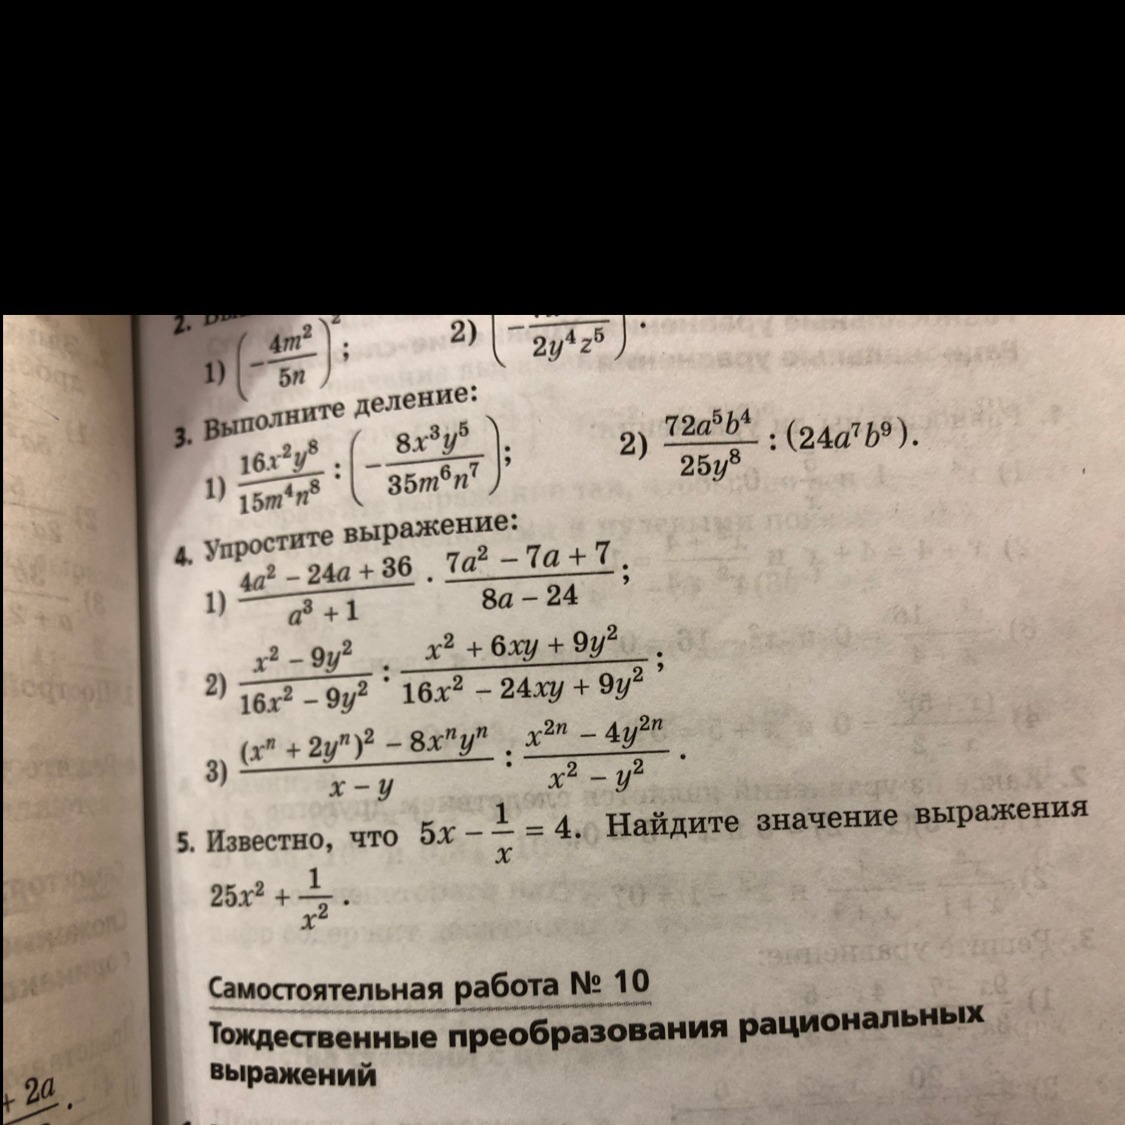 2.
1) (−4m²/5n)²; 2) (− /2y⁴z⁵) .
3. Выполните деление:
1) 16x²y⁸/15m⁴n⁸ : (−8x³y⁵/35m⁶n⁷); 2) 72a⁵b⁴/25y⁸ : (24a⁷b⁹).
4. Упростите выражение:
1) (4a² − 24a + 36)/(a³ + 1) · (7a² − 7a + 7)/(8a − 24);
2) (x² − 9y²)/(16x² − 9y²) : (x² + 6xy + 9y²)/(16x² − 24xy + 9y²);
3) ((xⁿ + 2yⁿ)² − 8xⁿyⁿ)/(x − y) : (x²ⁿ − 4y²ⁿ)/(x² − y²).
5. Известно, что 5x − 1/x = 4. Найдите значение выражения
25x² + 1/x².
Самостоятельная работа № 10
Тождественные преобразования рациональных
выражений
+ 2a
.